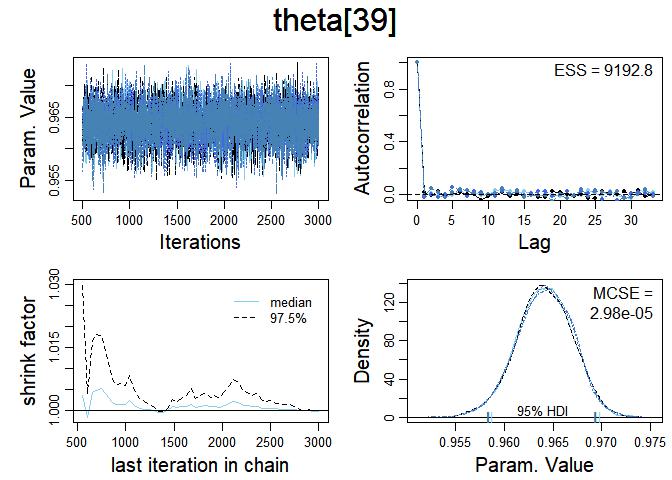 theta[39]
Param. Value
0.955 0.965
500 1000 1500 2000 2500 3000
Iterations
Autocorrelation
0.0 0.4 0.8
ESS = 9192.8
0 5 10 15 20 25 30
Lag
shrink factor
1.000 1.015 1.030
median
97.5%
500 1000 1500 2000 2500 3000
last iteration in chain
Density
0 40 80 120
MCSE =
2.98e-05
95% HDI
0.955 0.960 0.965 0.970 0.975
Param. Value